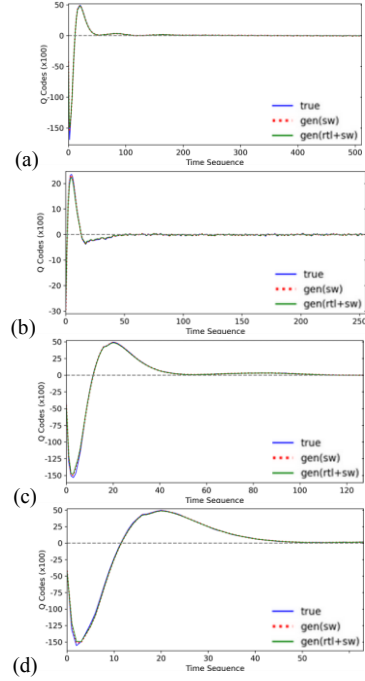 50
0
-50
-100
-150
0 100 200 300 400 500
Q Codes (x100)
Time Sequence
true
gen(sw)
gen(rtl+sw)
(a)
20
10
0
-10
-20
-30
0 50 100 150 200 250
Q Codes (x100)
Time Sequence
true
gen(sw)
gen(rtl+sw)
(b)
50
25
0
-25
-50
-75
-100
-125
-150
0 20 40 60 80 100 120
Q Codes (x100)
Time Sequence
true
gen(sw)
gen(rtl+sw)
(c)
50
25
0
-25
-50
-75
-100
-125
-150
0 10 20 30 40 50
Q Codes (x100)
Time Sequence
true
gen(sw)
gen(rtl+sw)
(d)